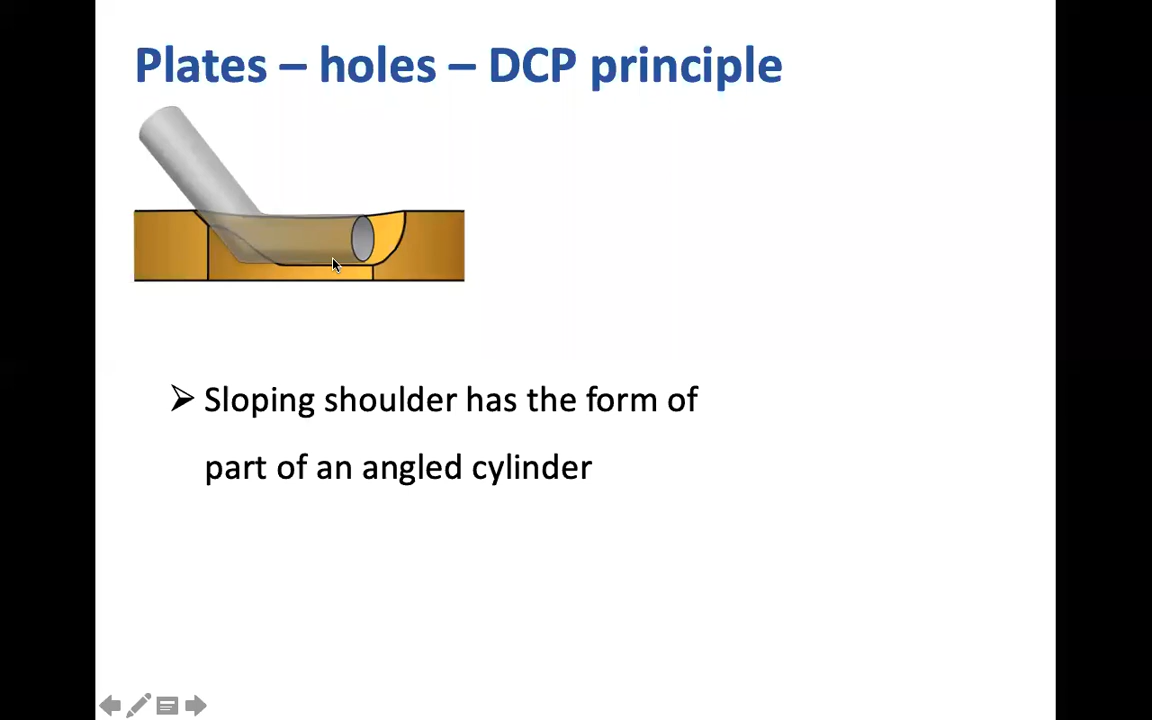 Plates – holes – DCP principle
➢ Sloping shoulder has the form of
part of an angled cylinder